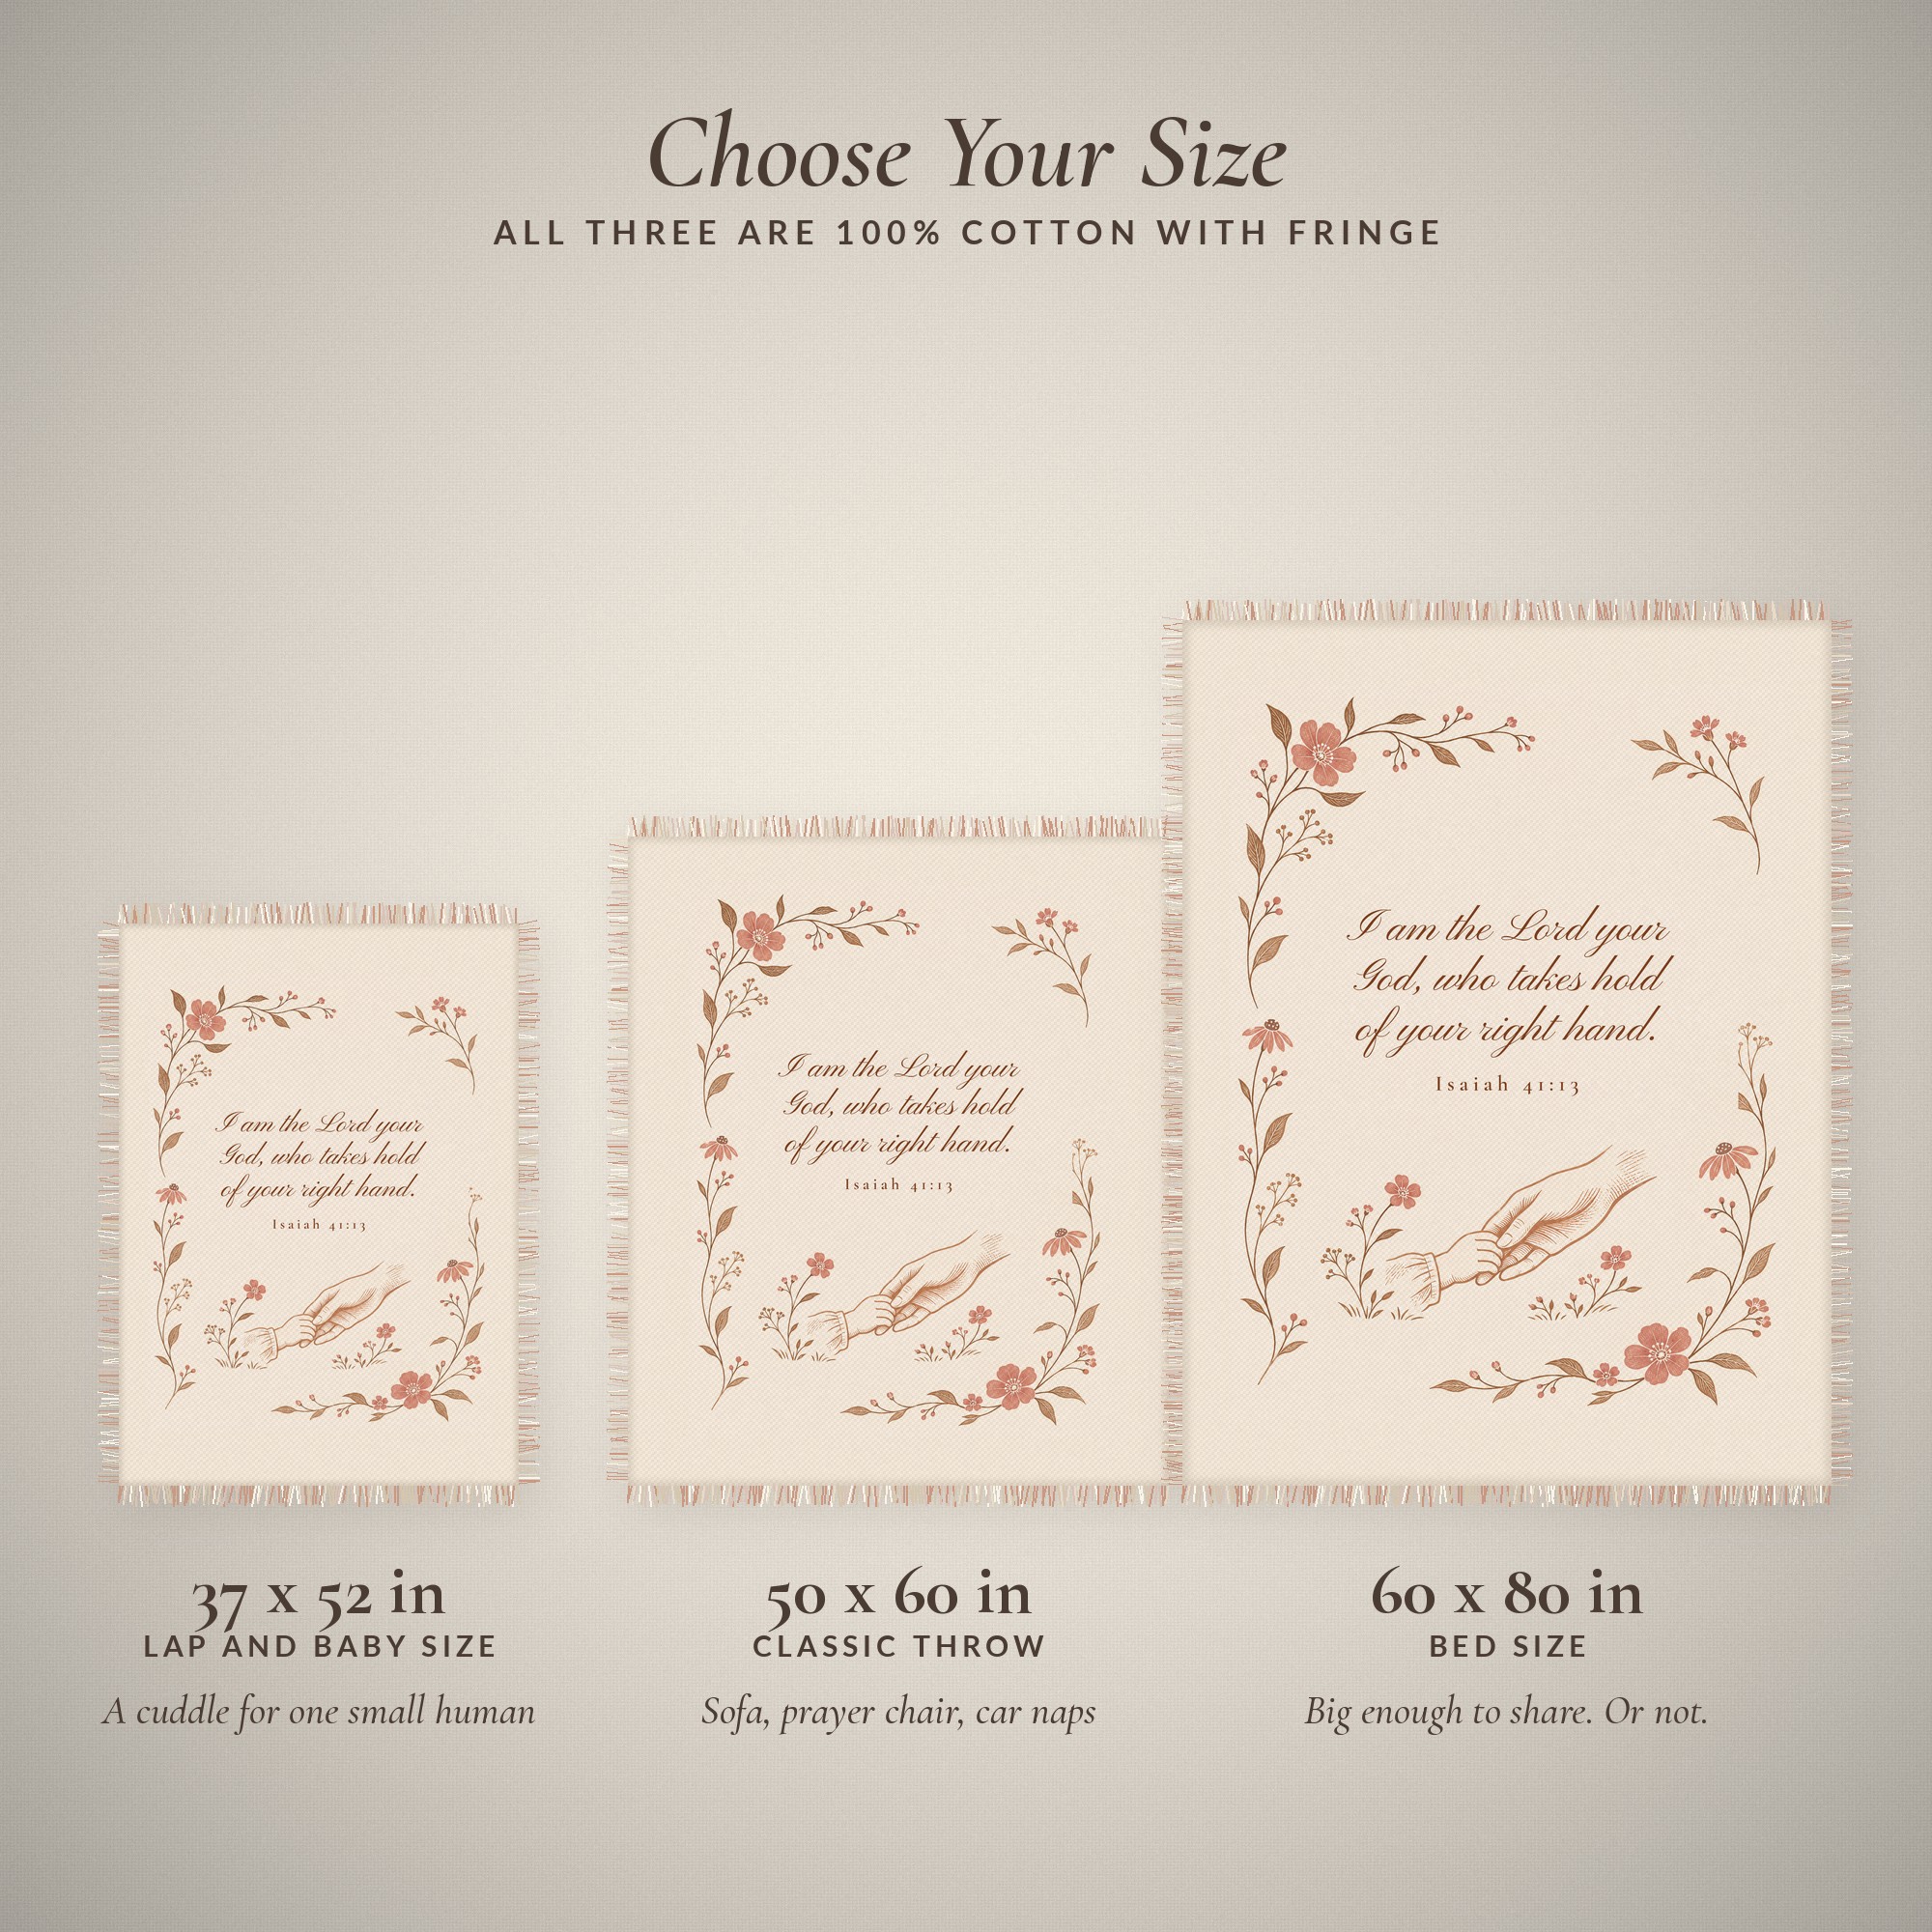 Choose Your Size
ALL THREE ARE 100% COTTON WITH FRINGE
I am the Lord your
God, who takes hold
of your right hand.
Isaiah 41:13
I am the Lord your
God, who takes hold
of your right hand.
Isaiah 41:13
I am the Lord your
God, who takes hold
of your right hand.
Isaiah 41:13
37 x 52 in
LAP AND BABY SIZE
A cuddle for one small human
50 x 60 in
CLASSIC THROW
Sofa, prayer chair, car naps
60 x 80 in
BED SIZE
Big enough to share. Or not.